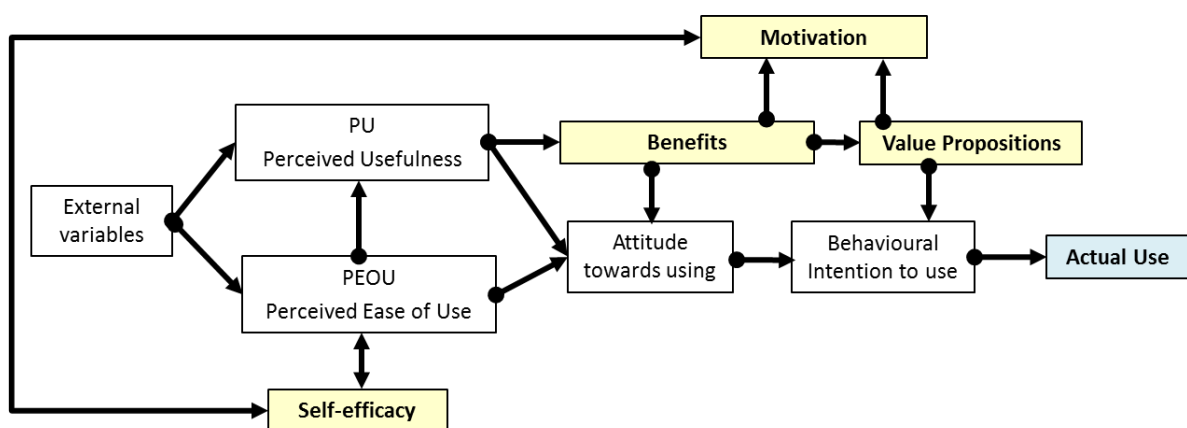 Motivation
PU
Perceived Usefulness
Benefits
Value Propositions
External
variables
Attitude
towards using
Behavioural
Intention to use
Actual Use
PEOU
Perceived Ease of Use
Self-efficacy